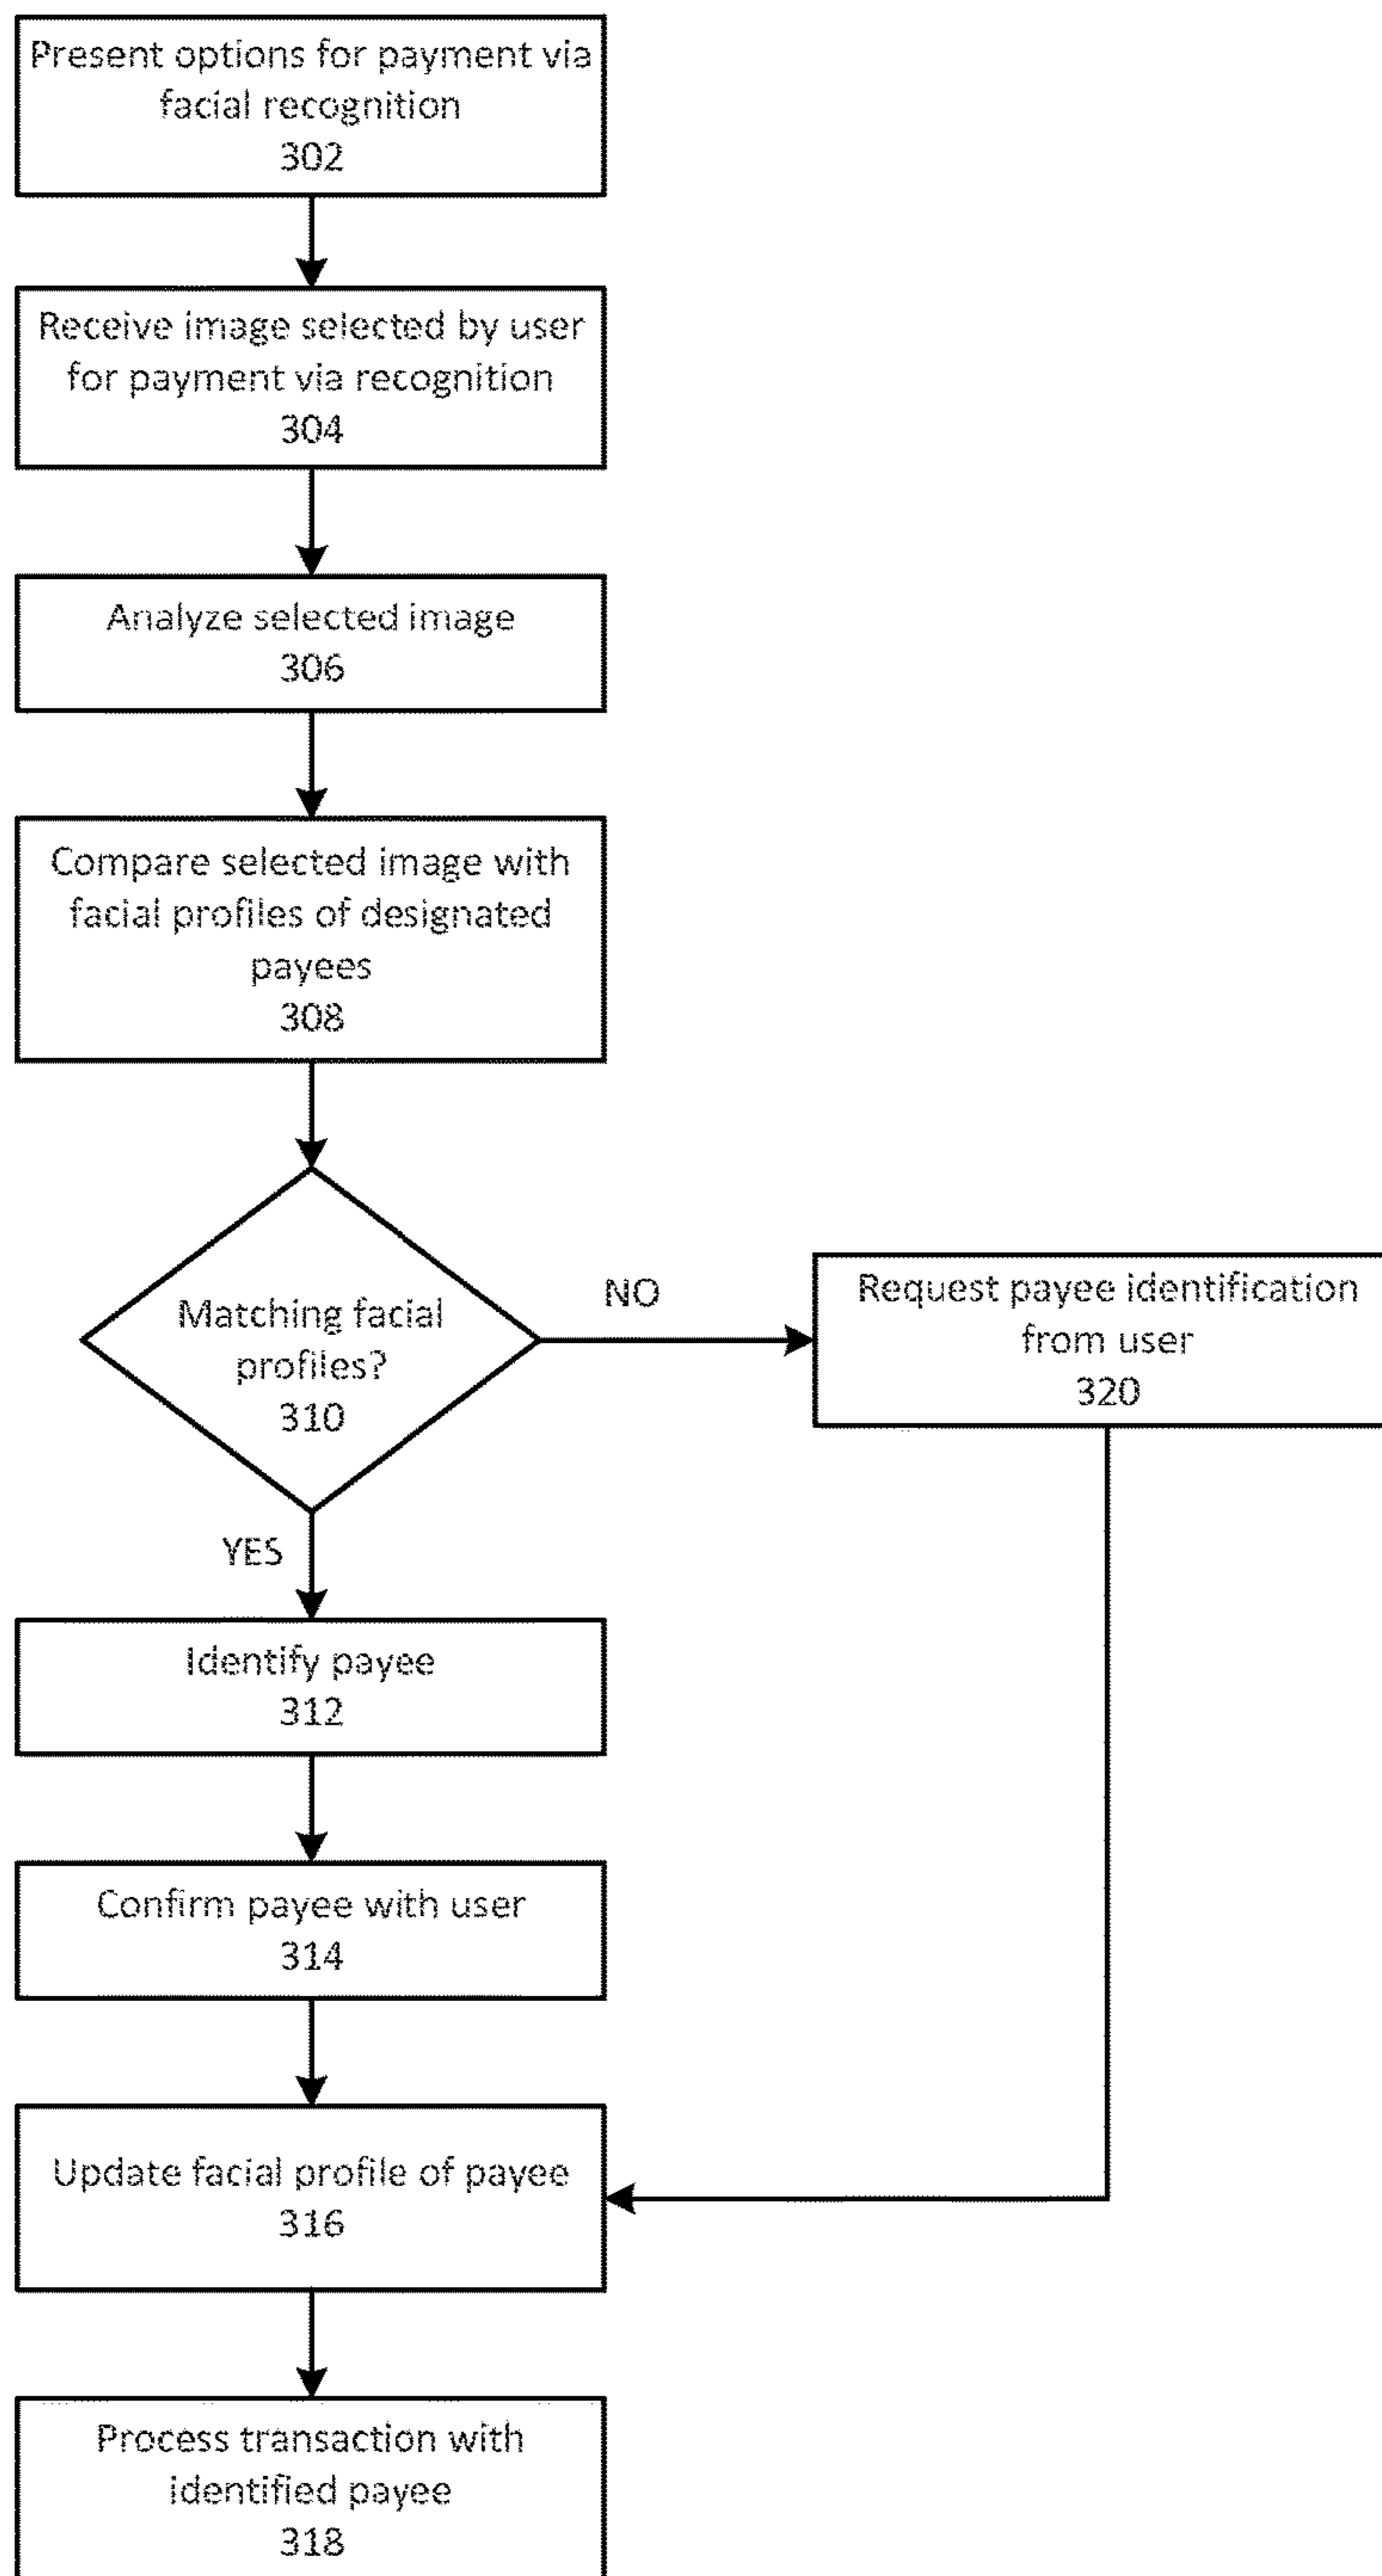 Present options for payment via
facial recognition
302
Receive image selected by user
for payment via recognition
304
Analyze selected image
306
Compare selected image with
facial profiles of designated
payees
308
Matching facial
profiles?
310
NO
Request payee identification
from user
320
YES
Identify payee
312
Confirm payee with user
314
Update facial profile of payee
316
Process transaction with
identified payee
318